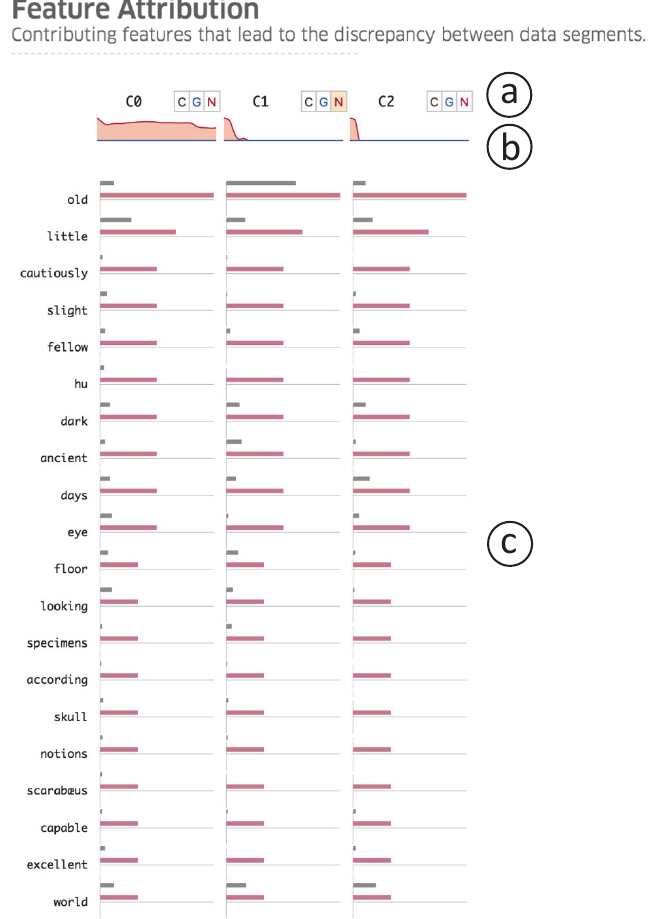 Feature Attribution
Contributing features that lead to the discrepancy between data segments.
C0 C G N C1 C G N C2 C G N a
b
old
little
cautiously
slight
fellow
hu
dark
ancient
days
eye
c
floor
looking
specimens
according
skull
notions
scarabæus
capable
excellent
world